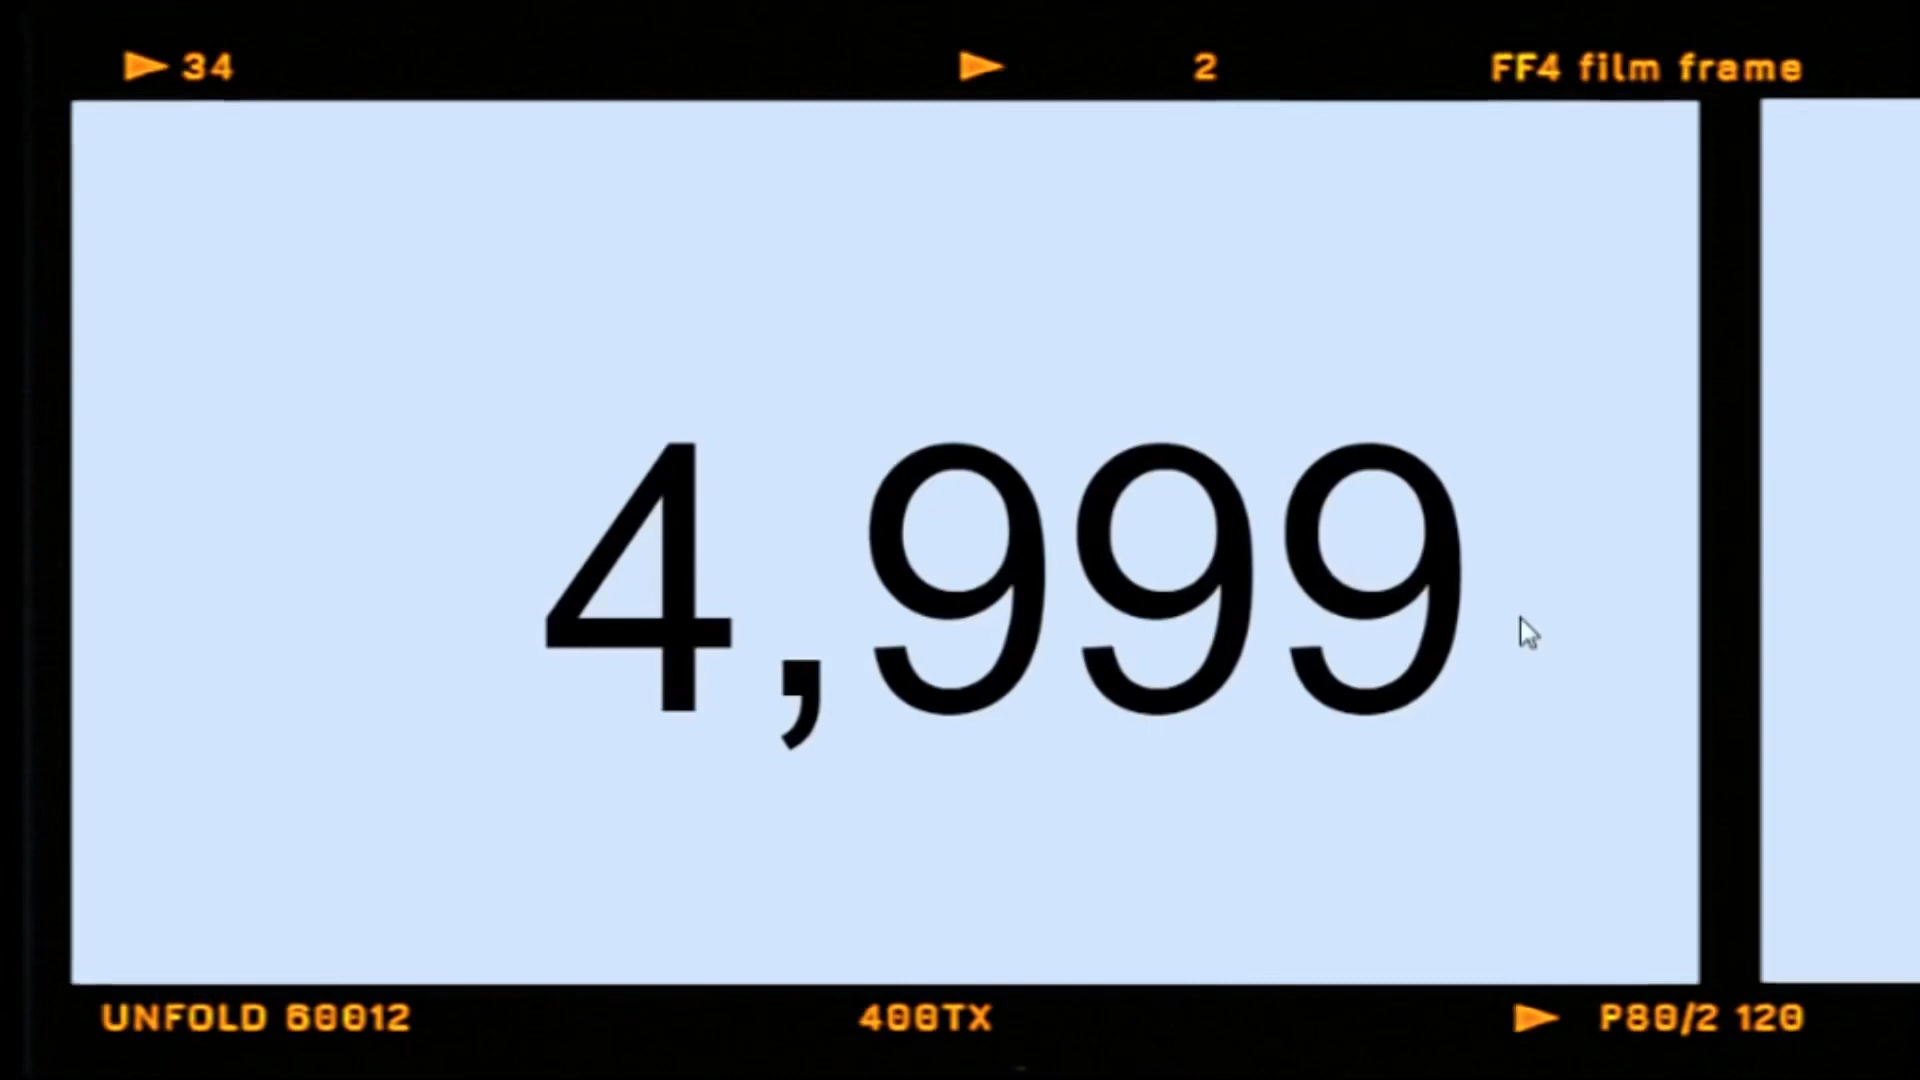 ▶ 34 ▶ 2 FF4 film frame
4,999
UNFOLD 60012 400TX ▶ P80/2 120